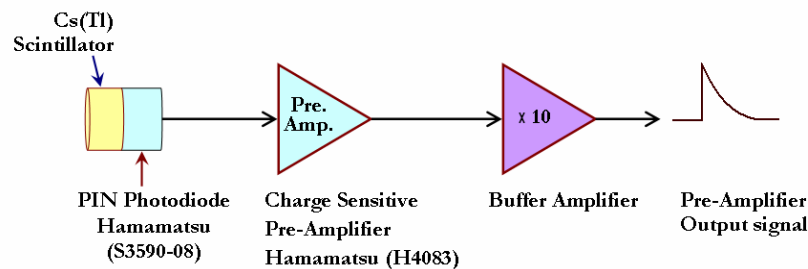 Cs(Tl)
Scintillator
Pre.
Amp.
x 10
PIN Photodiode
Hamamatsu
(S3590-08)
Charge Sensitive
Pre-Amplifier
Hamamatsu (H4083)
Buffer Amplifier
Pre-Amplifier
Output signal